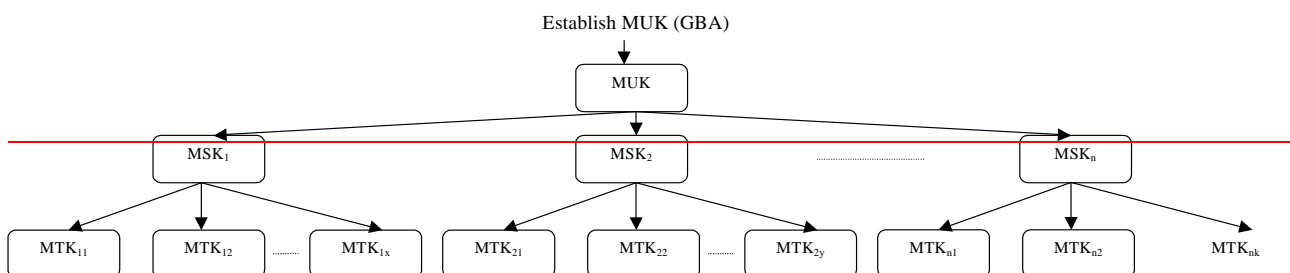 Establish MUK (GBA)
MUK
MSK₁ MSK₂ MSKₙ
MTK₁₁ MTK₁₂ MTK₁ₓ MTK₂₁ MTK₂₂ MTK₂y MTKₙ₁ MTKₙ₂ MTKₙₖ